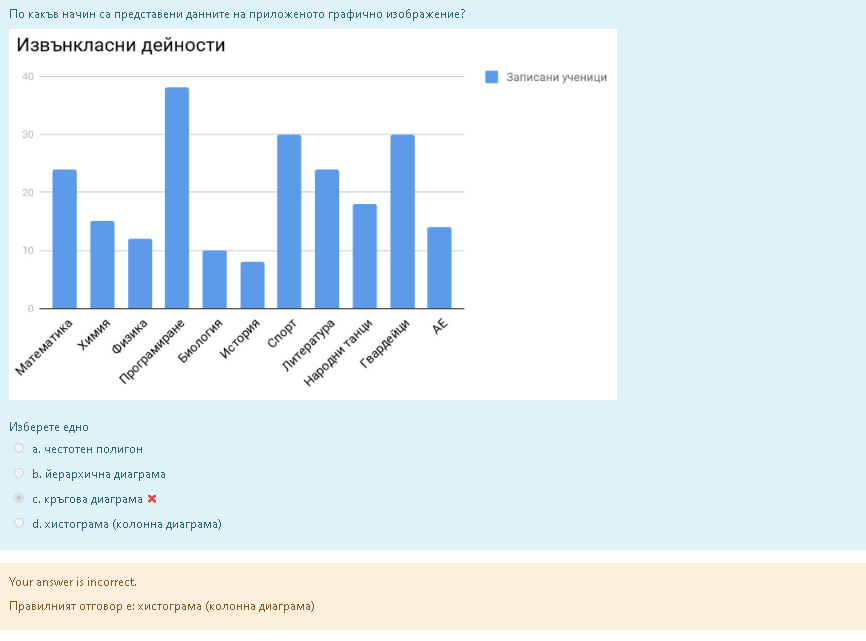 По какъв начин са представени данните на приложеното графично изображение?
Извънкласни дейности
Записани ученици
40
30
20
10
0
Математика
Химия
Физика
Програмиране
Биология
История
Спорт
Литература
Народни танци
Гвардейци
АЕ
Изберете едно
a. честотен полигон
b. йерархична диаграма
c. кръгова диаграма
d. хистограма (колонна диаграма)
Your answer is incorrect.
Правилният отговор е: хистограма (колонна диаграма)